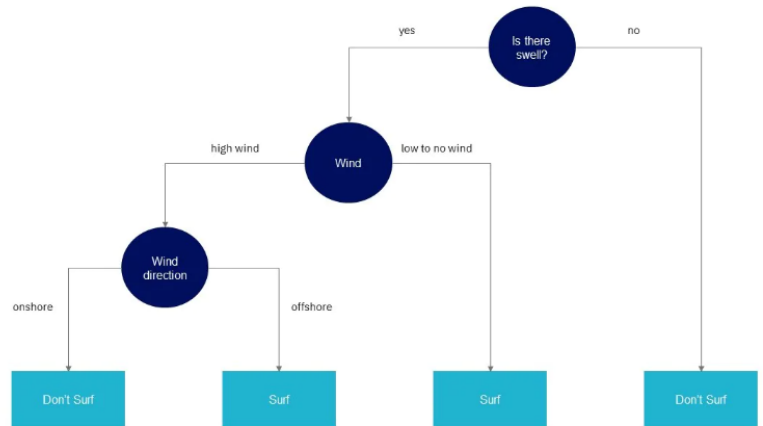 yes
Is there
swell?
no
high wind
Wind
low to no wind
Wind
direction
onshore
offshore
Don't Surf
Surf
Surf
Don't Surf